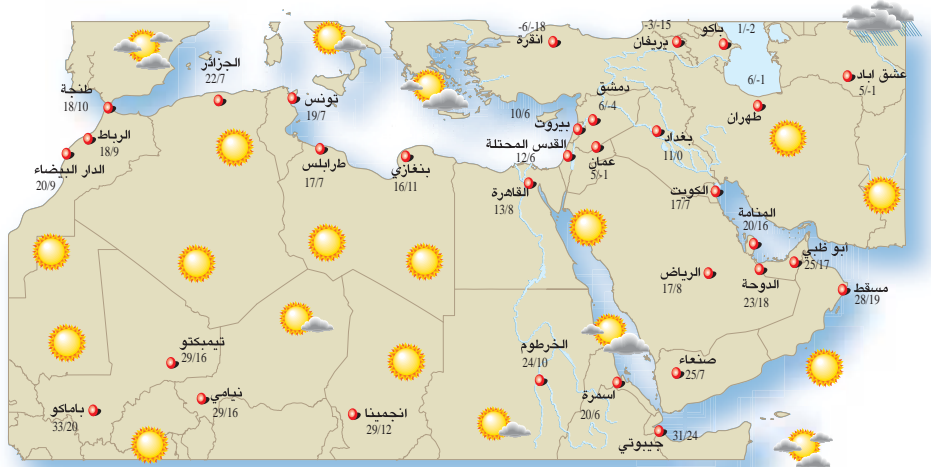 -6/-18
انقرة
-3/-15
يريفان
باكو
1/-2
عشق اباد
5/-1
6/-1
طهران
الجزائر
22/7
طنجة
18/10
الرباط
18/9
الدار البيضاء
20/9
تونس
19/7
طرابلس
17/7
بنغازي
16/11
10/6
بيروت
دمشق
6/-4
القدس المحتلة
12/6
عمان
5/-1
بغداد
11/0
القاهرة
13/8
الكويت
17/7
المنامة
20/16
أبو ظبي
25/17
الدوحة
23/18
الرياض
17/8
مسقط
28/19
صنعاء
25/7
الخرطوم
24/10
اسمرة
20/6
جيبوتي
31/24
تيمبكتو
29/16
نيامي
29/16
باماكو
33/20
انجمينا
29/12